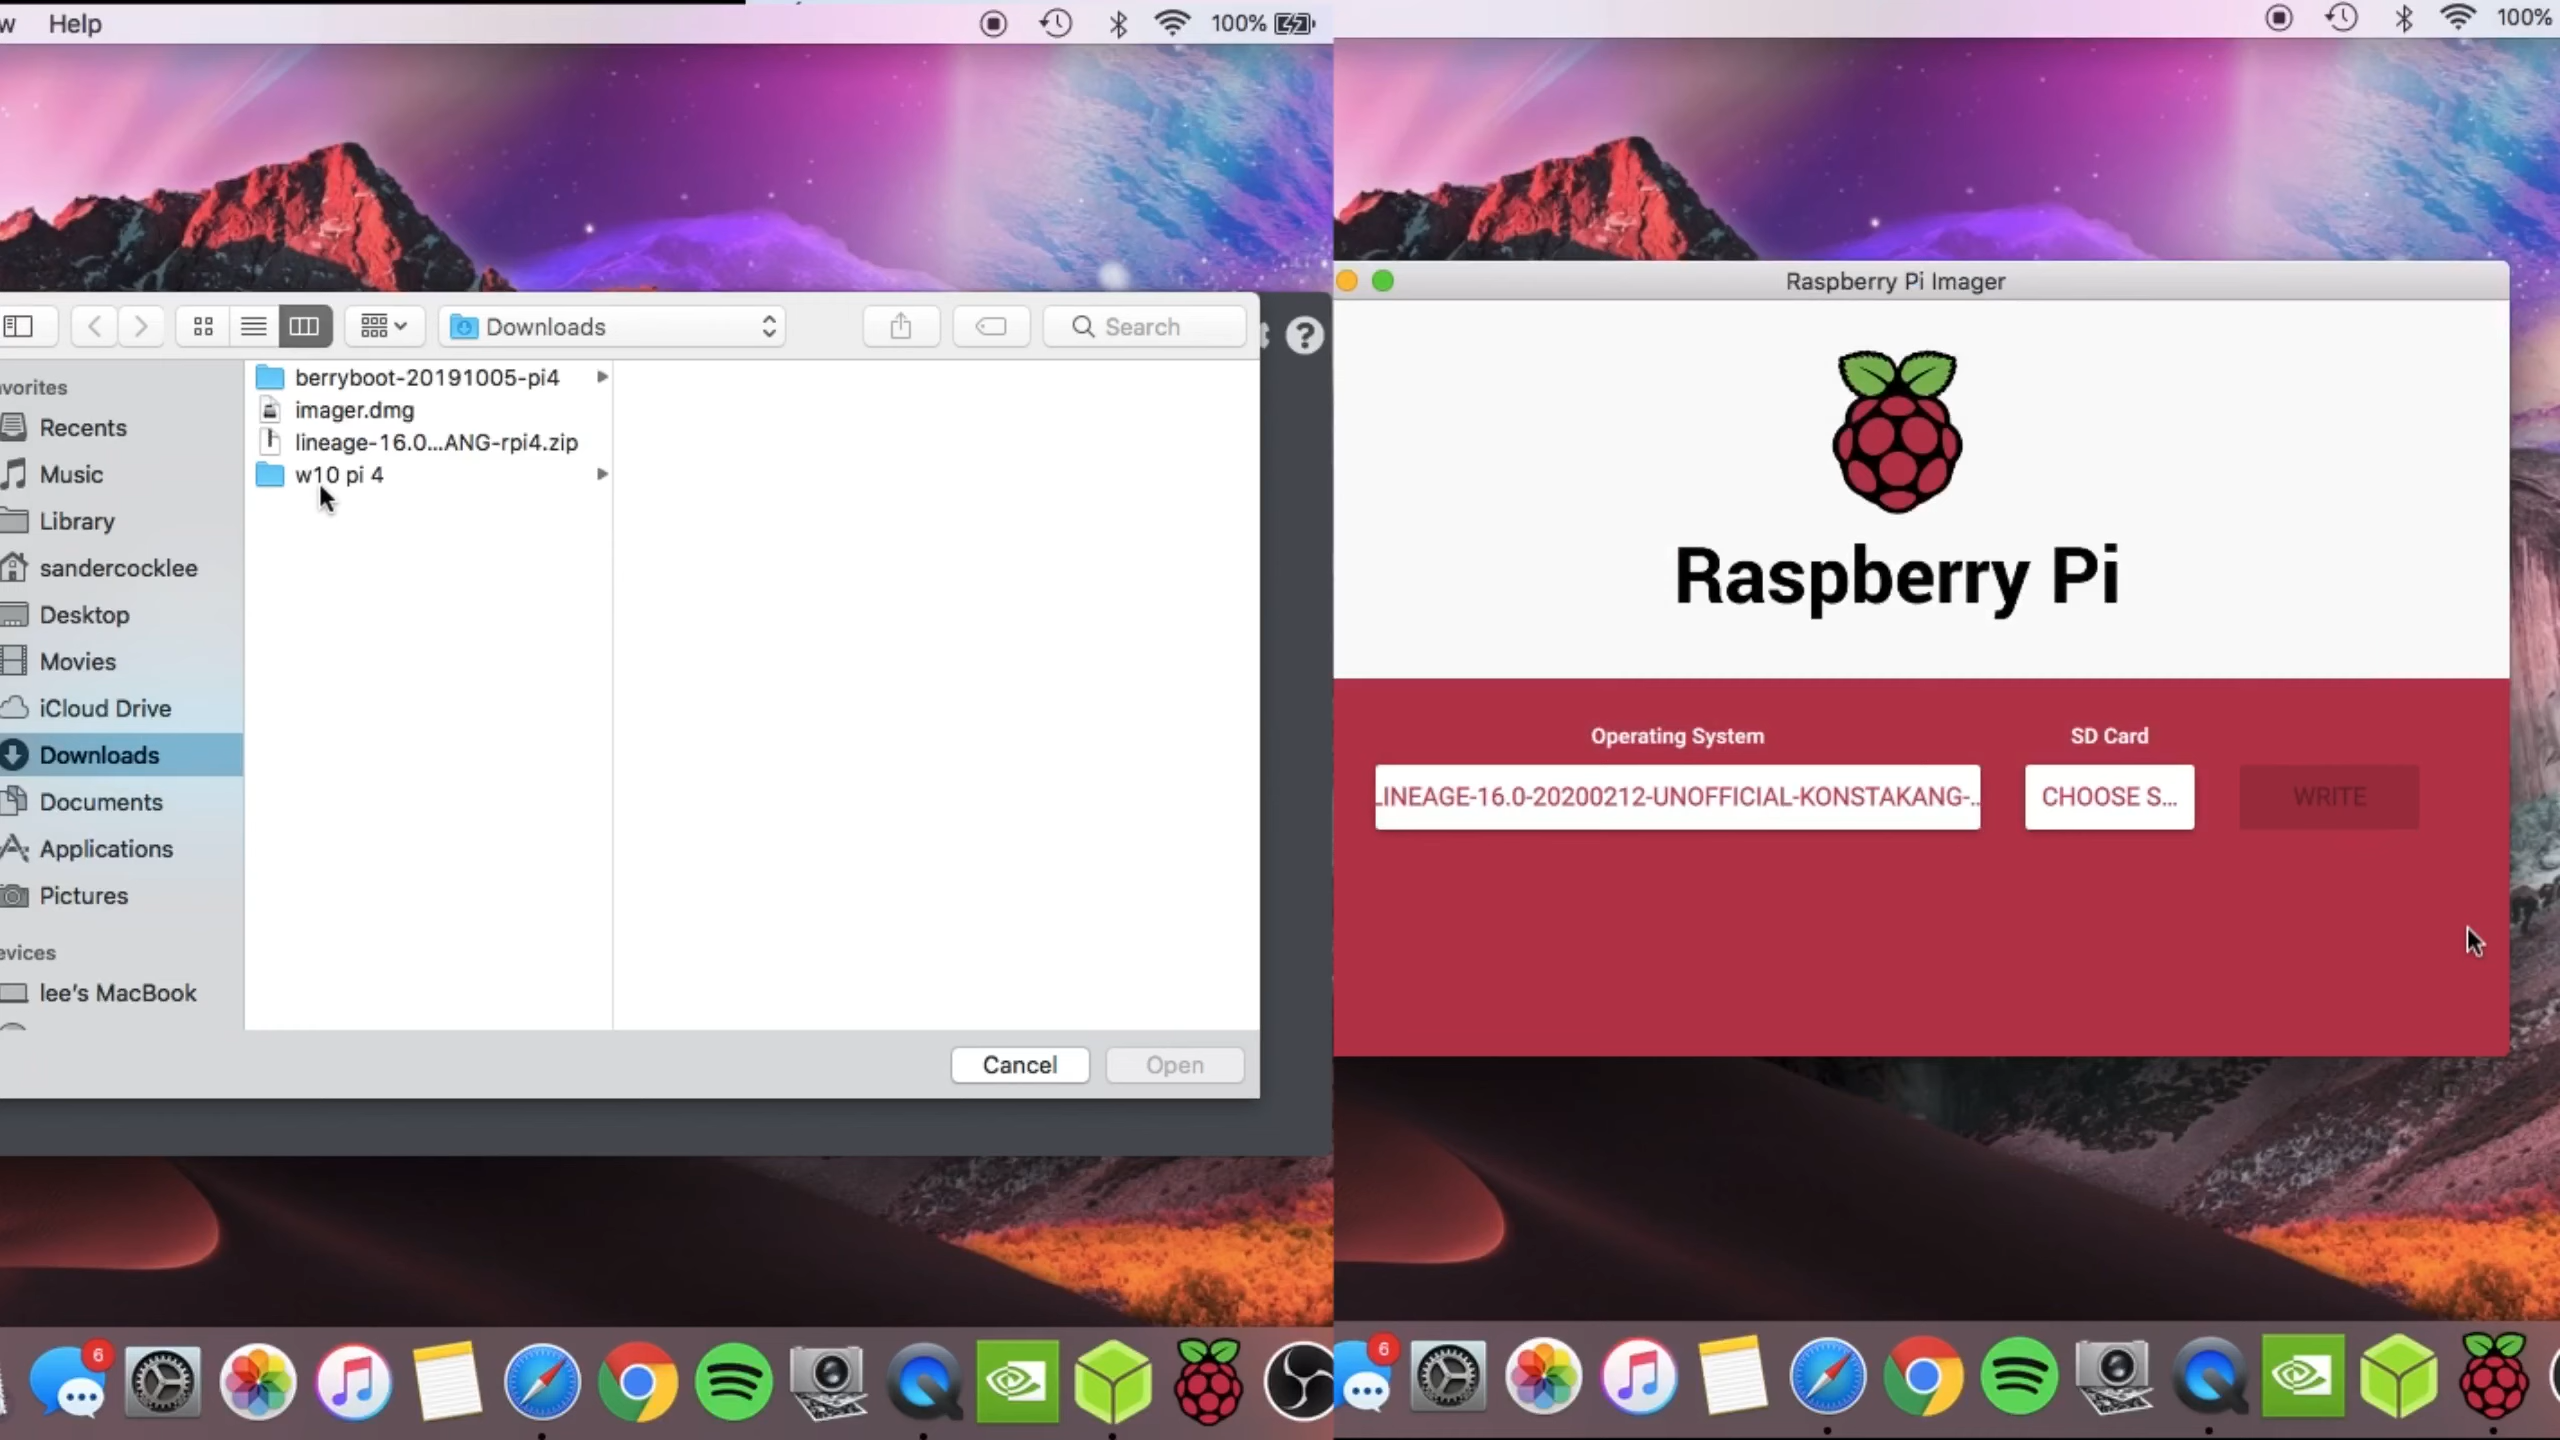 w Help
100%
Downloads
Search
?
berryboot-20191005-pi4
imager.dmg
lineage-16.0...ANG-rpi4.zip
w10 pi 4
avorites
Recents
Music
Library
sandercocklee
Desktop
Movies
iCloud Drive
Downloads
Documents
Applications
Pictures
evices
lee's MacBook
Cancel
Open
6
100%
Raspberry Pi Imager
Raspberry Pi
Operating System
SD Card
LINEAGE-16.0-20200212-UNOFFICIAL-KONSTAKANG-...
CHOOSE S...
WRITE
6